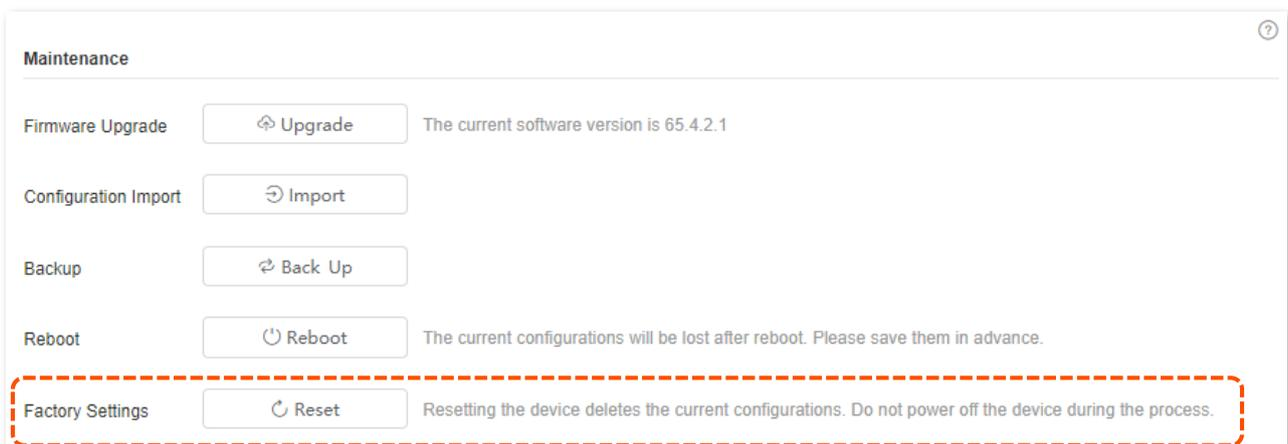 ?
Maintenance
Firmware Upgrade Upgrade The current software version is 65.4.2.1
Configuration Import Import
Backup Back Up
Reboot Reboot The current configurations will be lost after reboot. Please save them in advance.
Factory Settings Reset Resetting the device deletes the current configurations. Do not power off the device during the process.